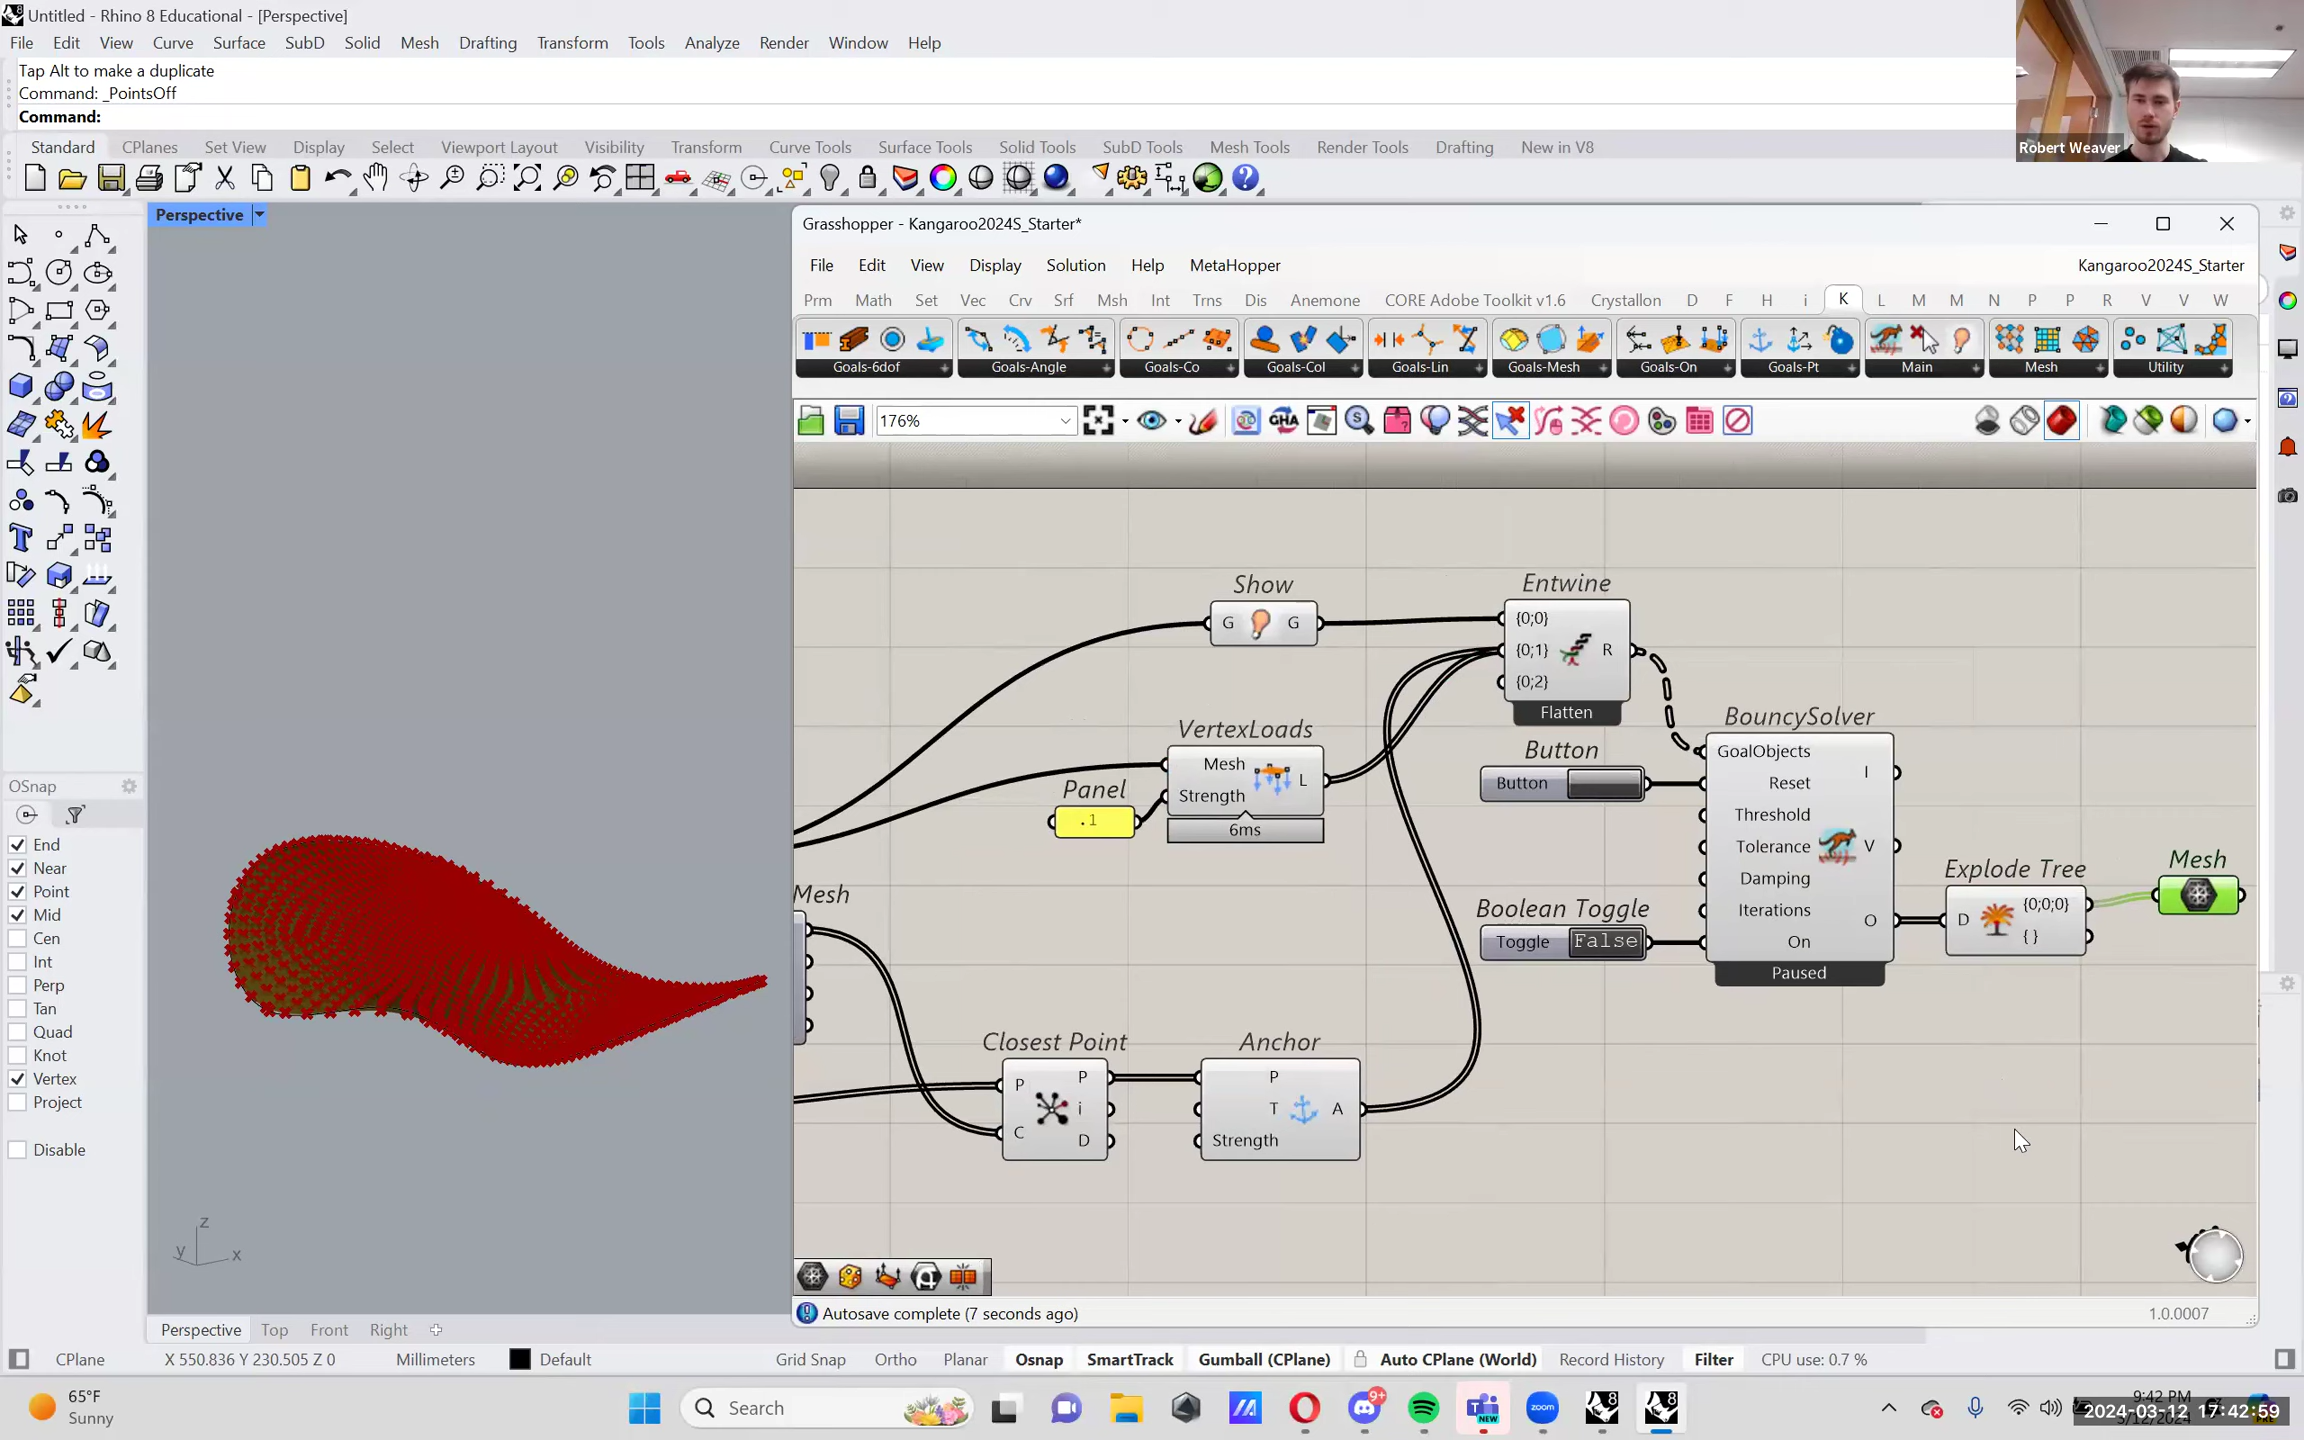 Untitled - Rhino 8 Educational - [Perspective]
File Edit View Curve Surface SubD Solid Mesh Drafting Transform Tools Analyze Render Window Help
Tap Alt to make a duplicate
Command: _PointsOff
Command:
Robert Weaver
Standard CPlanes Set View Display Select Viewport Layout Visibility Transform Curve Tools Surface Tools Solid Tools SubD Tools Mesh Tools Render Tools Drafting New in V8
Perspective
Grasshopper - Kangaroo2024S_Starter*
File Edit View Display Solution Help MetaHopper
Kangaroo2024S_Starter
Prm Math Set Vec Crv Srf Msh Int Trns Dis Anemone CORE Adobe Toolkit v1.6 Crystallon D F H i K L M M N P P R V V W
Goals-6dof Goals-Angle Goals-Co Goals-Col Goals-Lin Goals-Mesh Goals-On Goals-Pt Main Mesh Utility
176%
GHA
Show
G G
Entwine
{0;0}
{0;1} R
{0;2}
Flatten
VertexLoads
Mesh
Strength
L
6ms
Panel
.1
Button
Button
Boolean Toggle
Toggle False
BouncySolver
GoalObjects
Reset
Threshold
Tolerance
Damping
Iterations
On
I
V
O
Paused
Explode Tree
D {0;0;0}
{ }
Mesh
Mesh
Closest Point
P P
i
C D
Anchor
P
T A
Strength
OSnap
End
Near
Point
Mid
Cen
Int
Perp
Tan
Quad
Knot
Vertex
Project
Disable
z
y x
Autosave complete (7 seconds ago)
1.0.0007
Perspective Top Front Right
CPlane X 550.836 Y 230.505 Z 0 Millimeters Default Grid Snap Ortho Planar Osnap SmartTrack Gumball (CPlane) Auto CPlane (World) Record History Filter CPU use: 0.7 %
65°F
Sunny
Search
9+
NEW
zoom
9:42 PM
2024-03-12 17:42:59